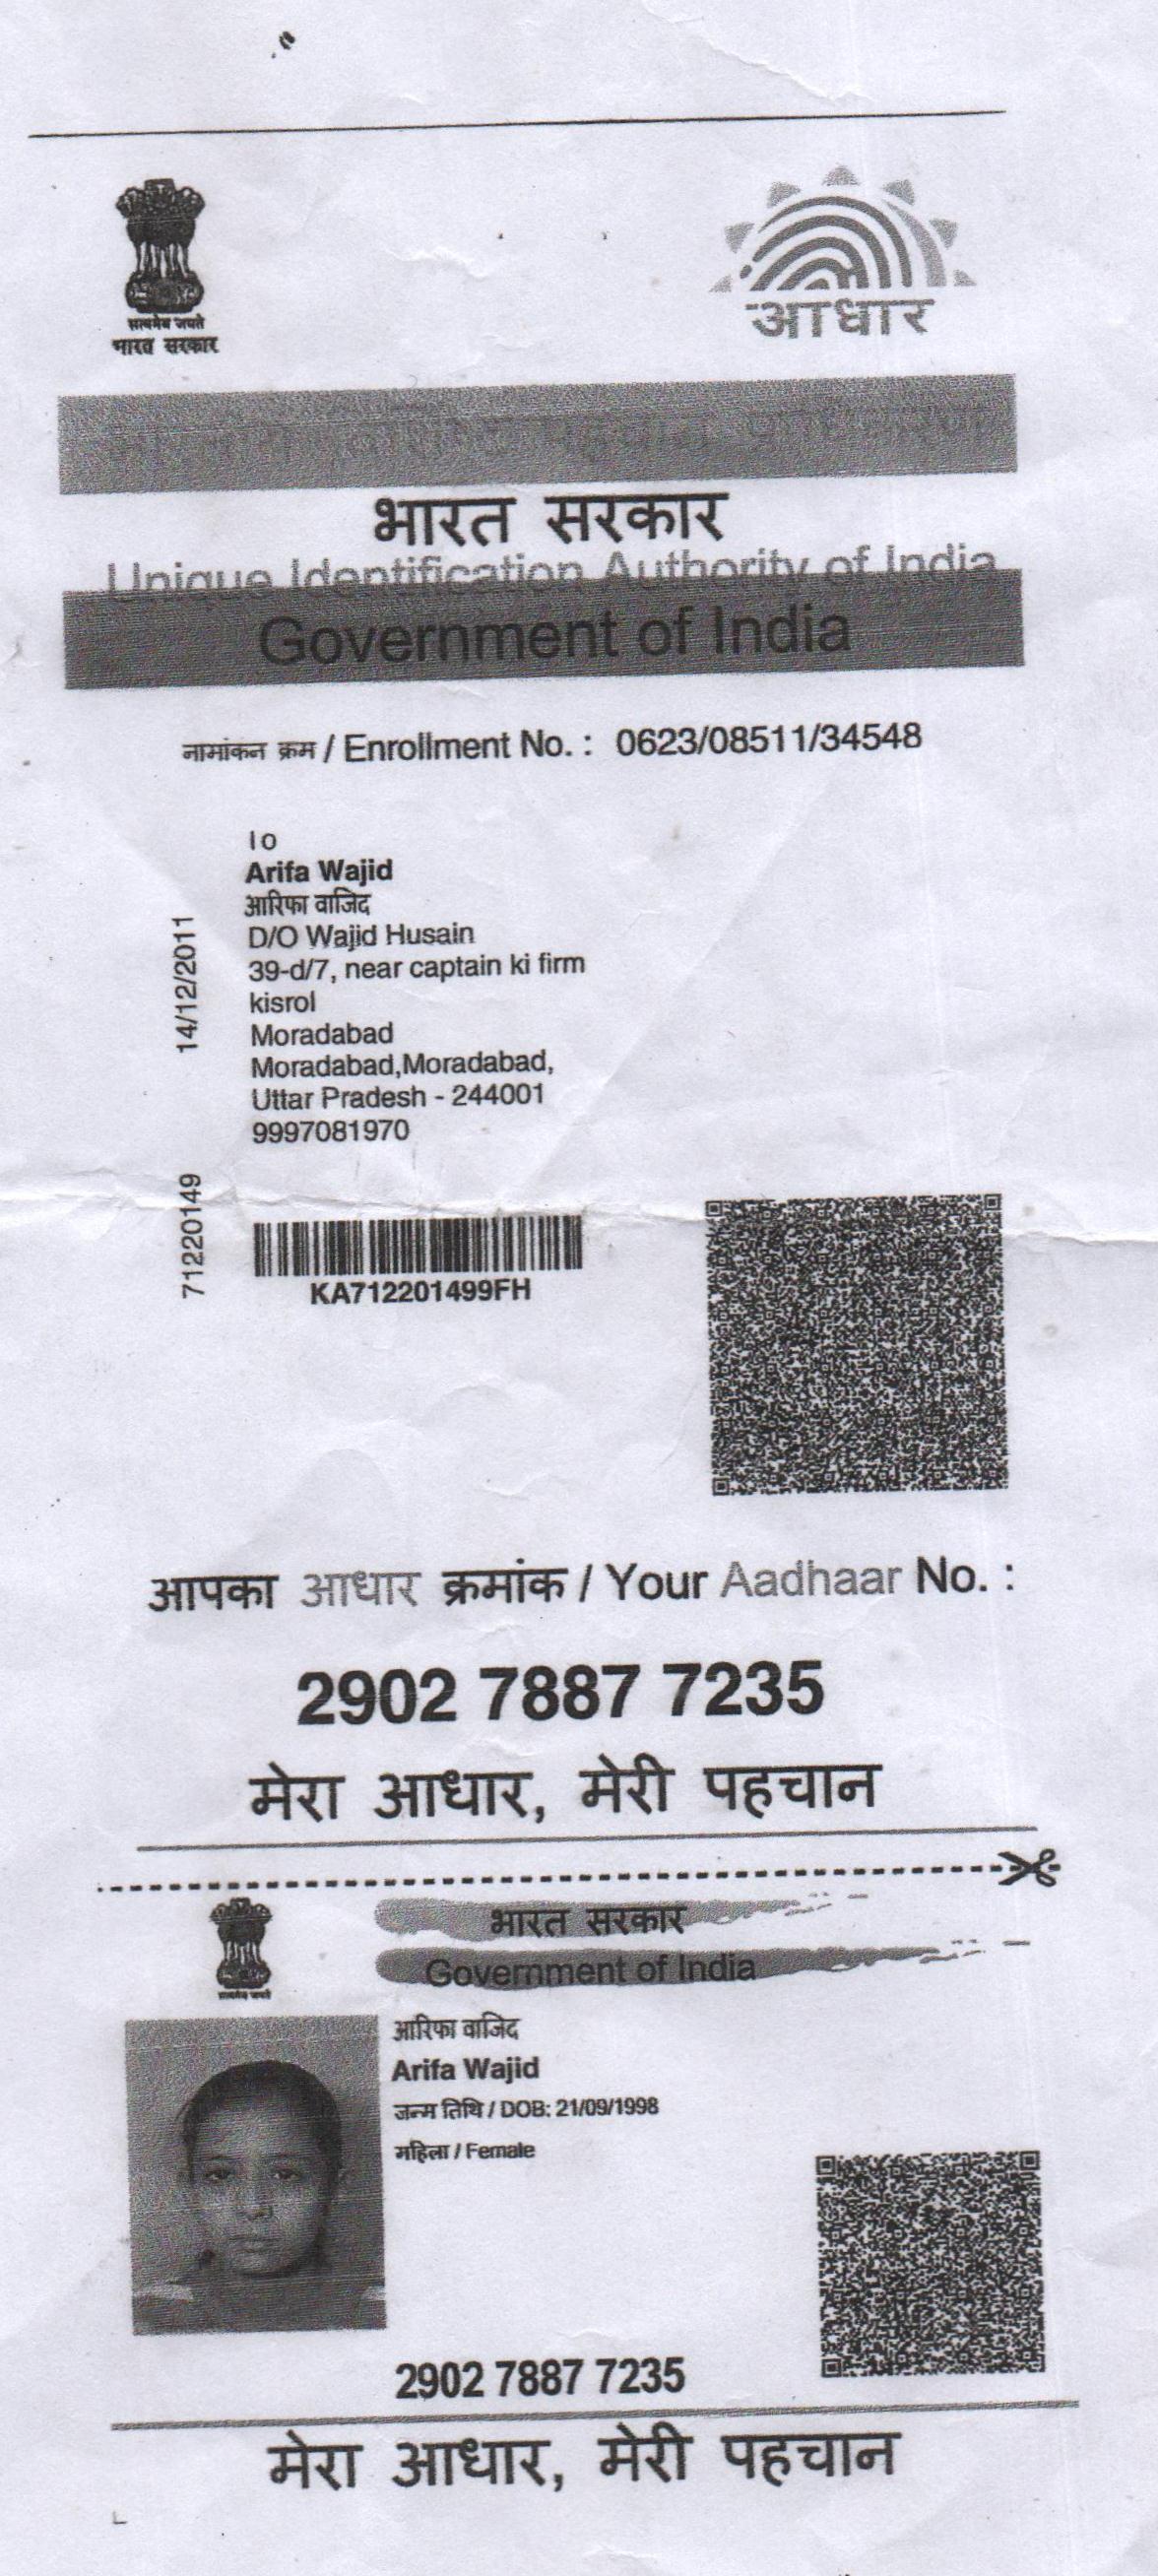 सत्यमेव जयते
भारत सरकार
आधार
भारत सरकार
Unique Identification Authority of India
Government of India
नामांकन क्रम / Enrollment No. : 0623/08511/34548
To
Arifa Wajid
आरिफा वाजिद
D/O Wajid Husain
39-d/7, near captain ki firm
kisrol
Moradabad
Moradabad,Moradabad,
Uttar Pradesh - 244001
9997081970
14/12/2011
71220149
KA712201499FH
आपका आधार क्रमांक / Your Aadhaar No. :
2902 7887 7235
मेरा आधार, मेरी पहचान
भारत सरकार
Government of India
सत्यमेव जयते
आरिफा वाजिद
Arifa Wajid
जन्म तिथि / DOB: 21/09/1998
महिला / Female
2902 7887 7235
मेरा आधार, मेरी पहचान